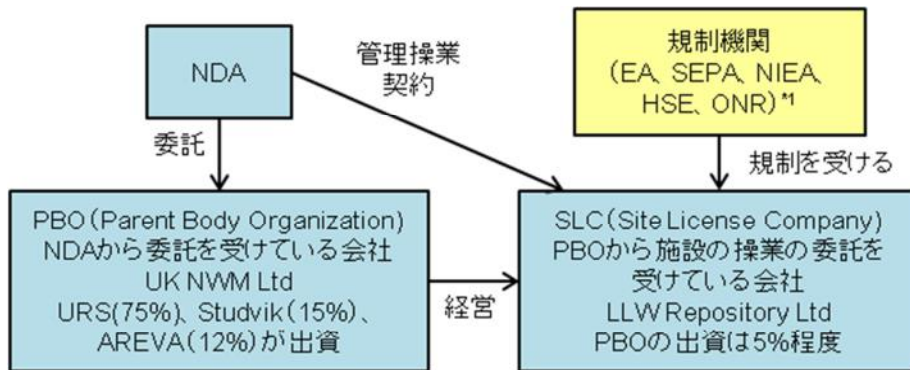 NDA
管理操業
契約
規制機関
(EA、SEPA、NIEA、
HSE、ONR)*1
委託
規制を受ける
PBO(Parent Body Organization)
NDAから委託を受けている会社
UK NWM Ltd
URS(75%)、Studvik(15%)、
AREVA(12%)が出資
経営
SLC(Site License Company)
PBOから施設の操業の委託を
受けている会社
LLW Repository Ltd
PBOの出資は5%程度